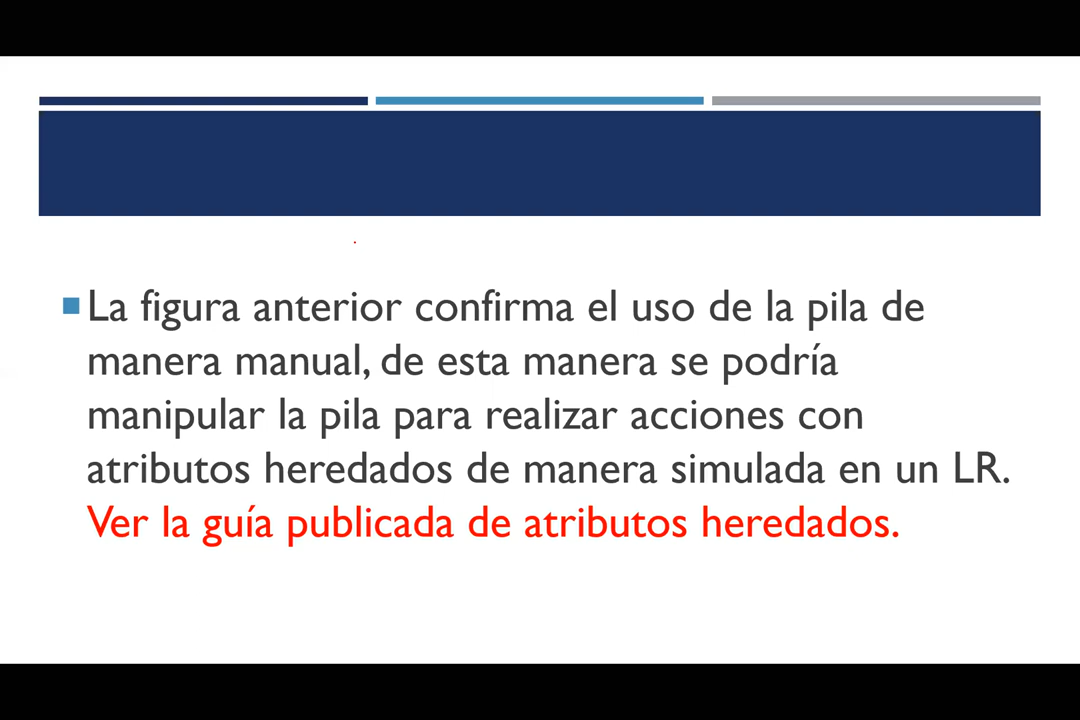 La figura anterior confirma el uso de la pila de
manera manual, de esta manera se podría
manipular la pila para realizar acciones con
atributos heredados de manera simulada en un LR.
Ver la guía publicada de atributos heredados.